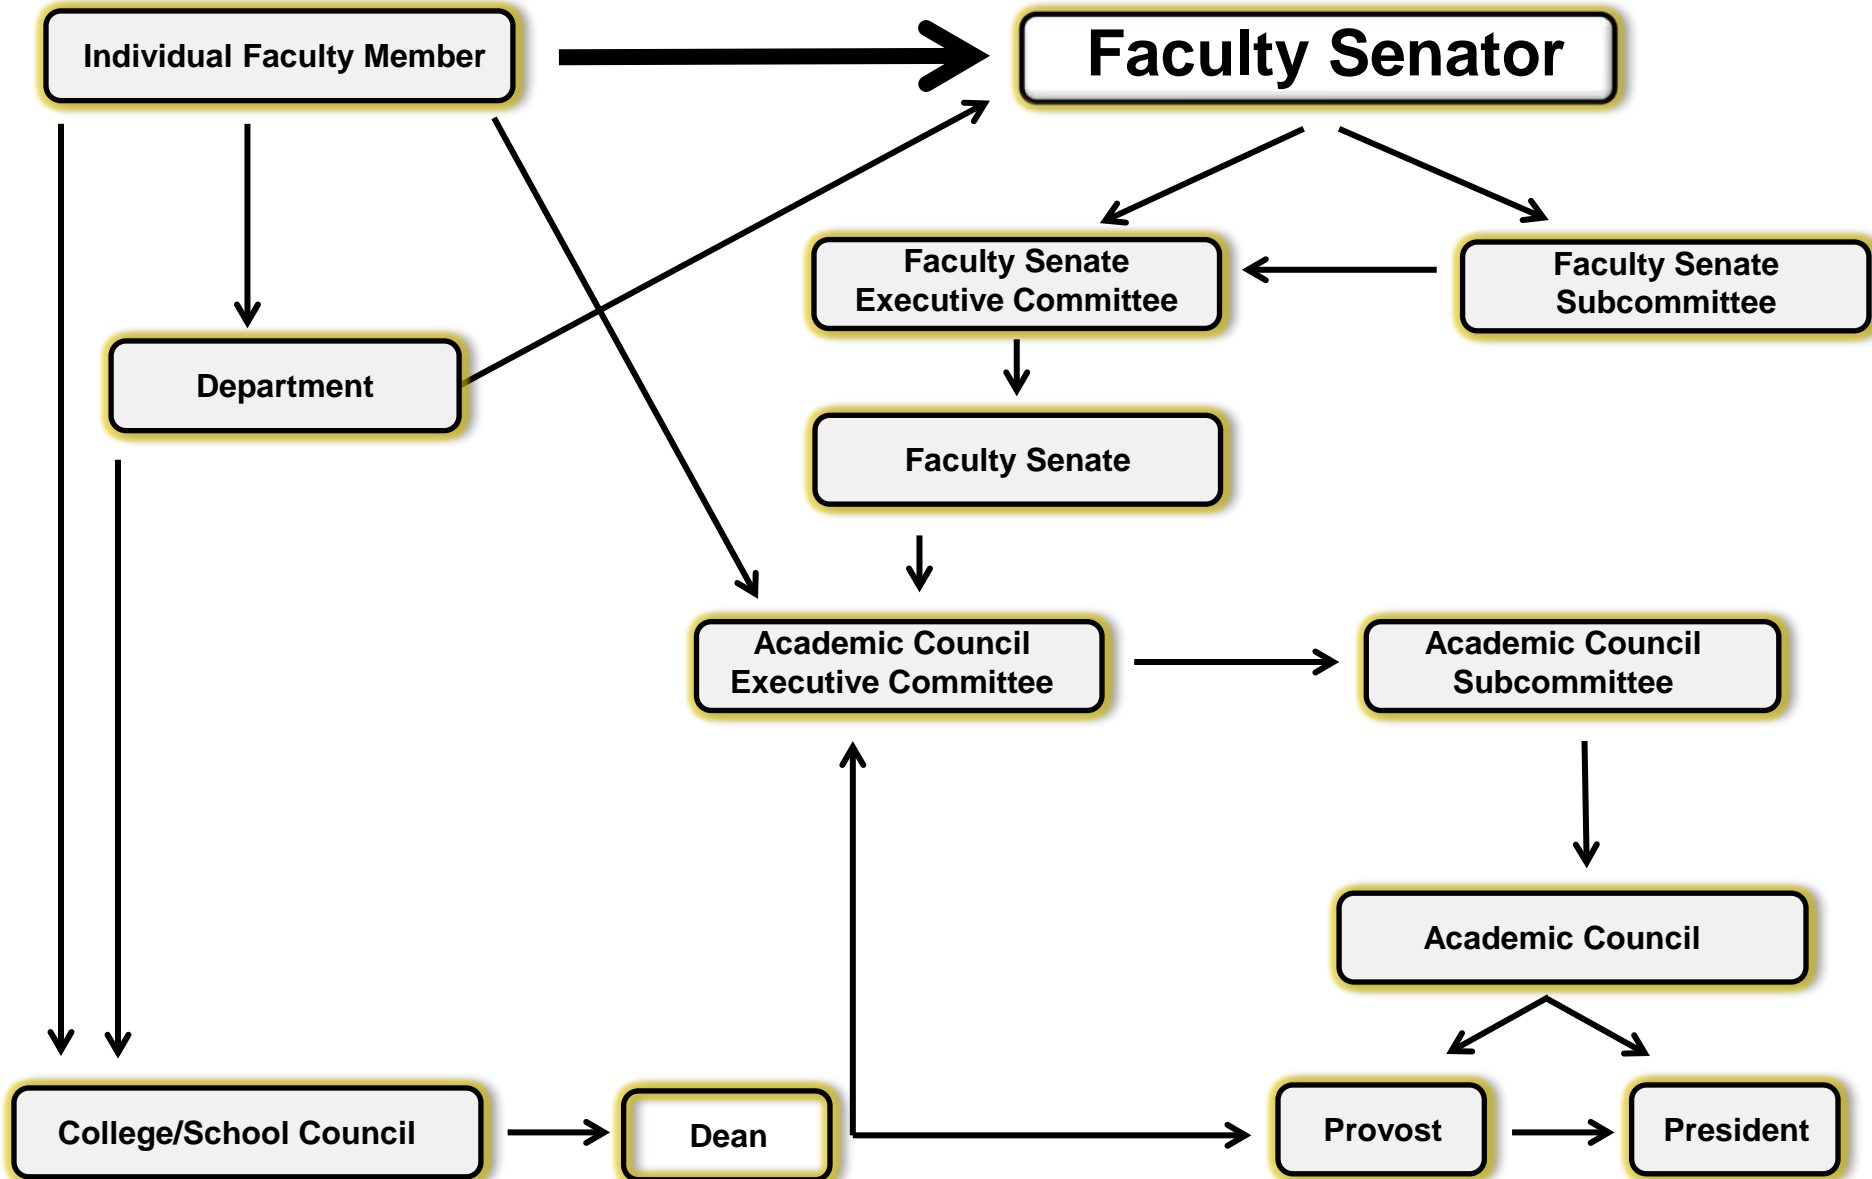 Individual Faculty Member
Faculty Senator
Faculty Senate
Executive Committee
Faculty Senate
Subcommittee
Department
Faculty Senate
Academic Council
Executive Committee
Academic Council
Subcommittee
Academic Council
College/School Council
Dean
Provost
President